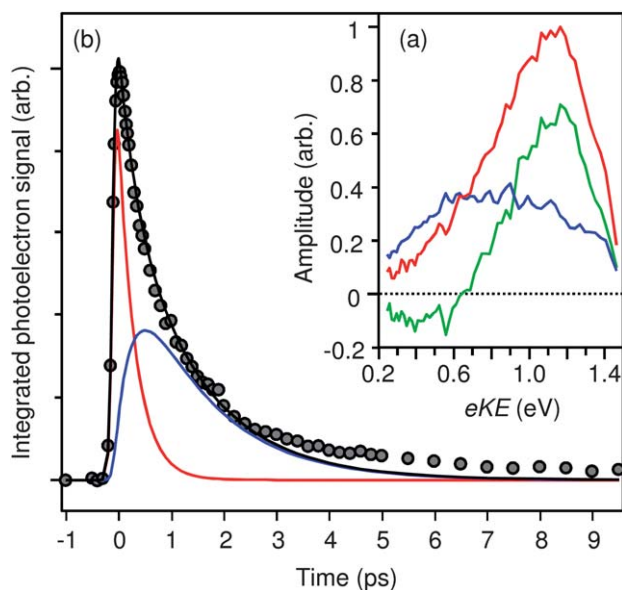 (b)
Integrated photoelectron signal (arb.)
-1 0 1 2 3 4 5 6 7 8 9
Time (ps)
(a)
Amplitude (arb.)
1
0.8
0.6
0.4
0.2
0
-0.2
0.2 0.6 1.0 1.4
eKE (eV)